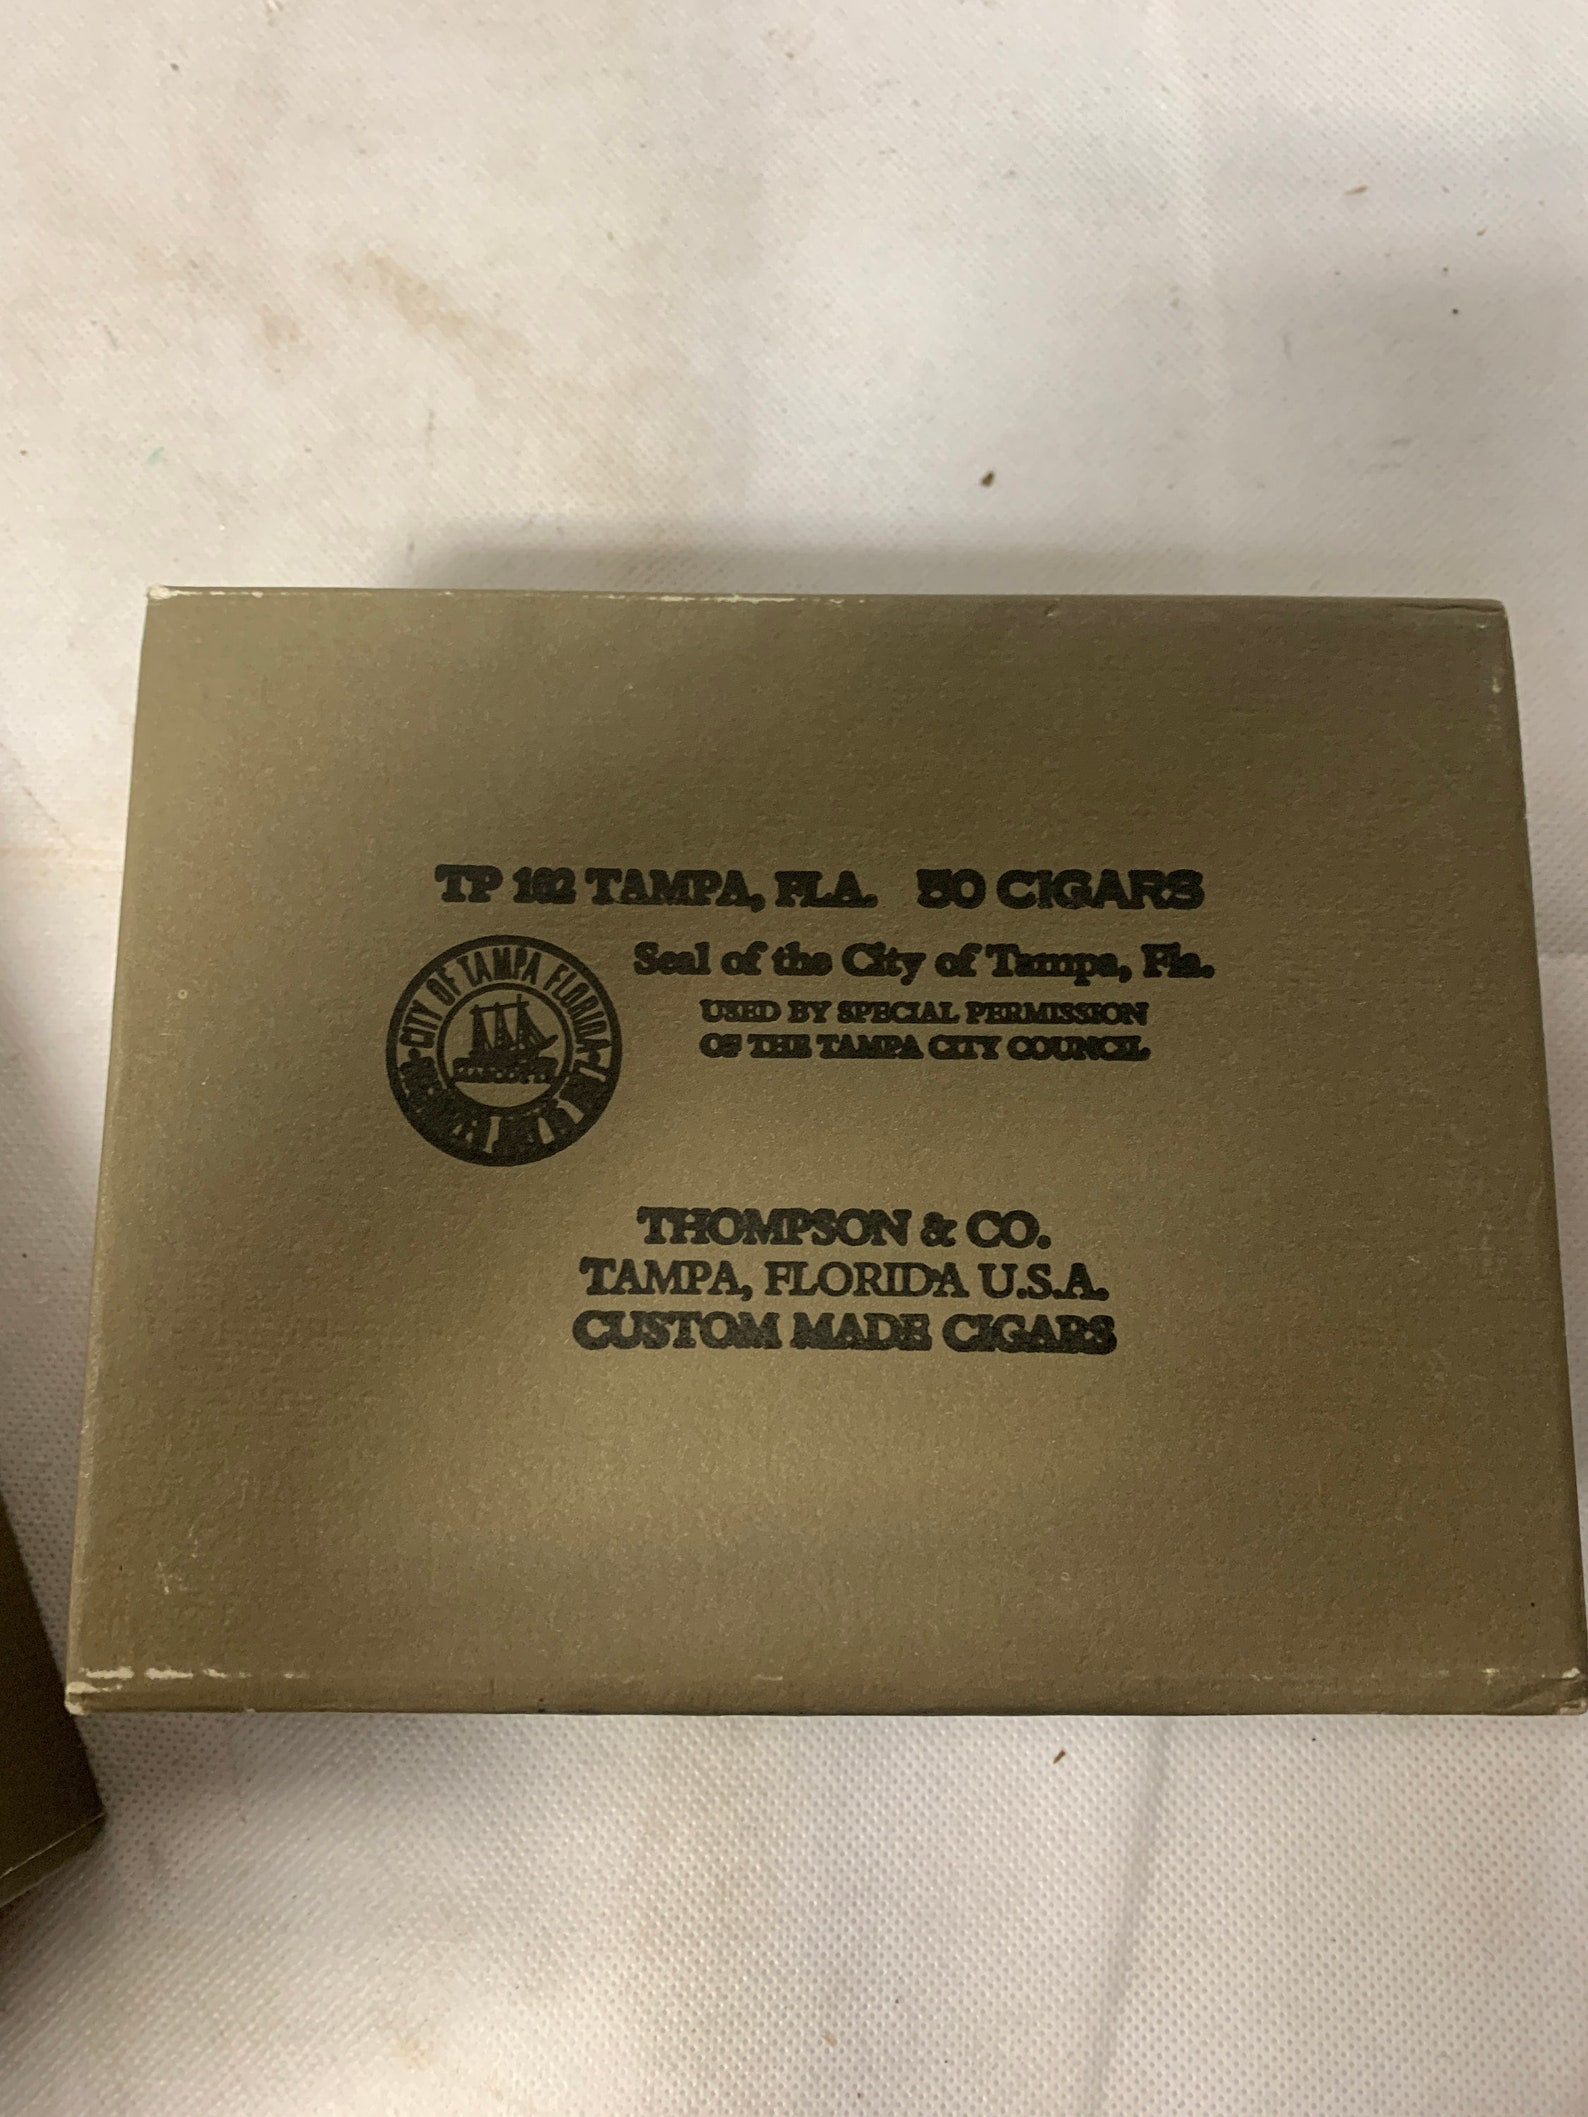 TP 162 TAMPA, FLA. 50 CIGARS
CITY OF TAMPA FLORIDA
Seal of the City of Tampa, Fla.
USED BY SPECIAL PERMISSION
OF THE TAMPA CITY COUNCIL
THOMPSON & CO.
TAMPA, FLORIDA U.S.A.
CUSTOM MADE CIGARS